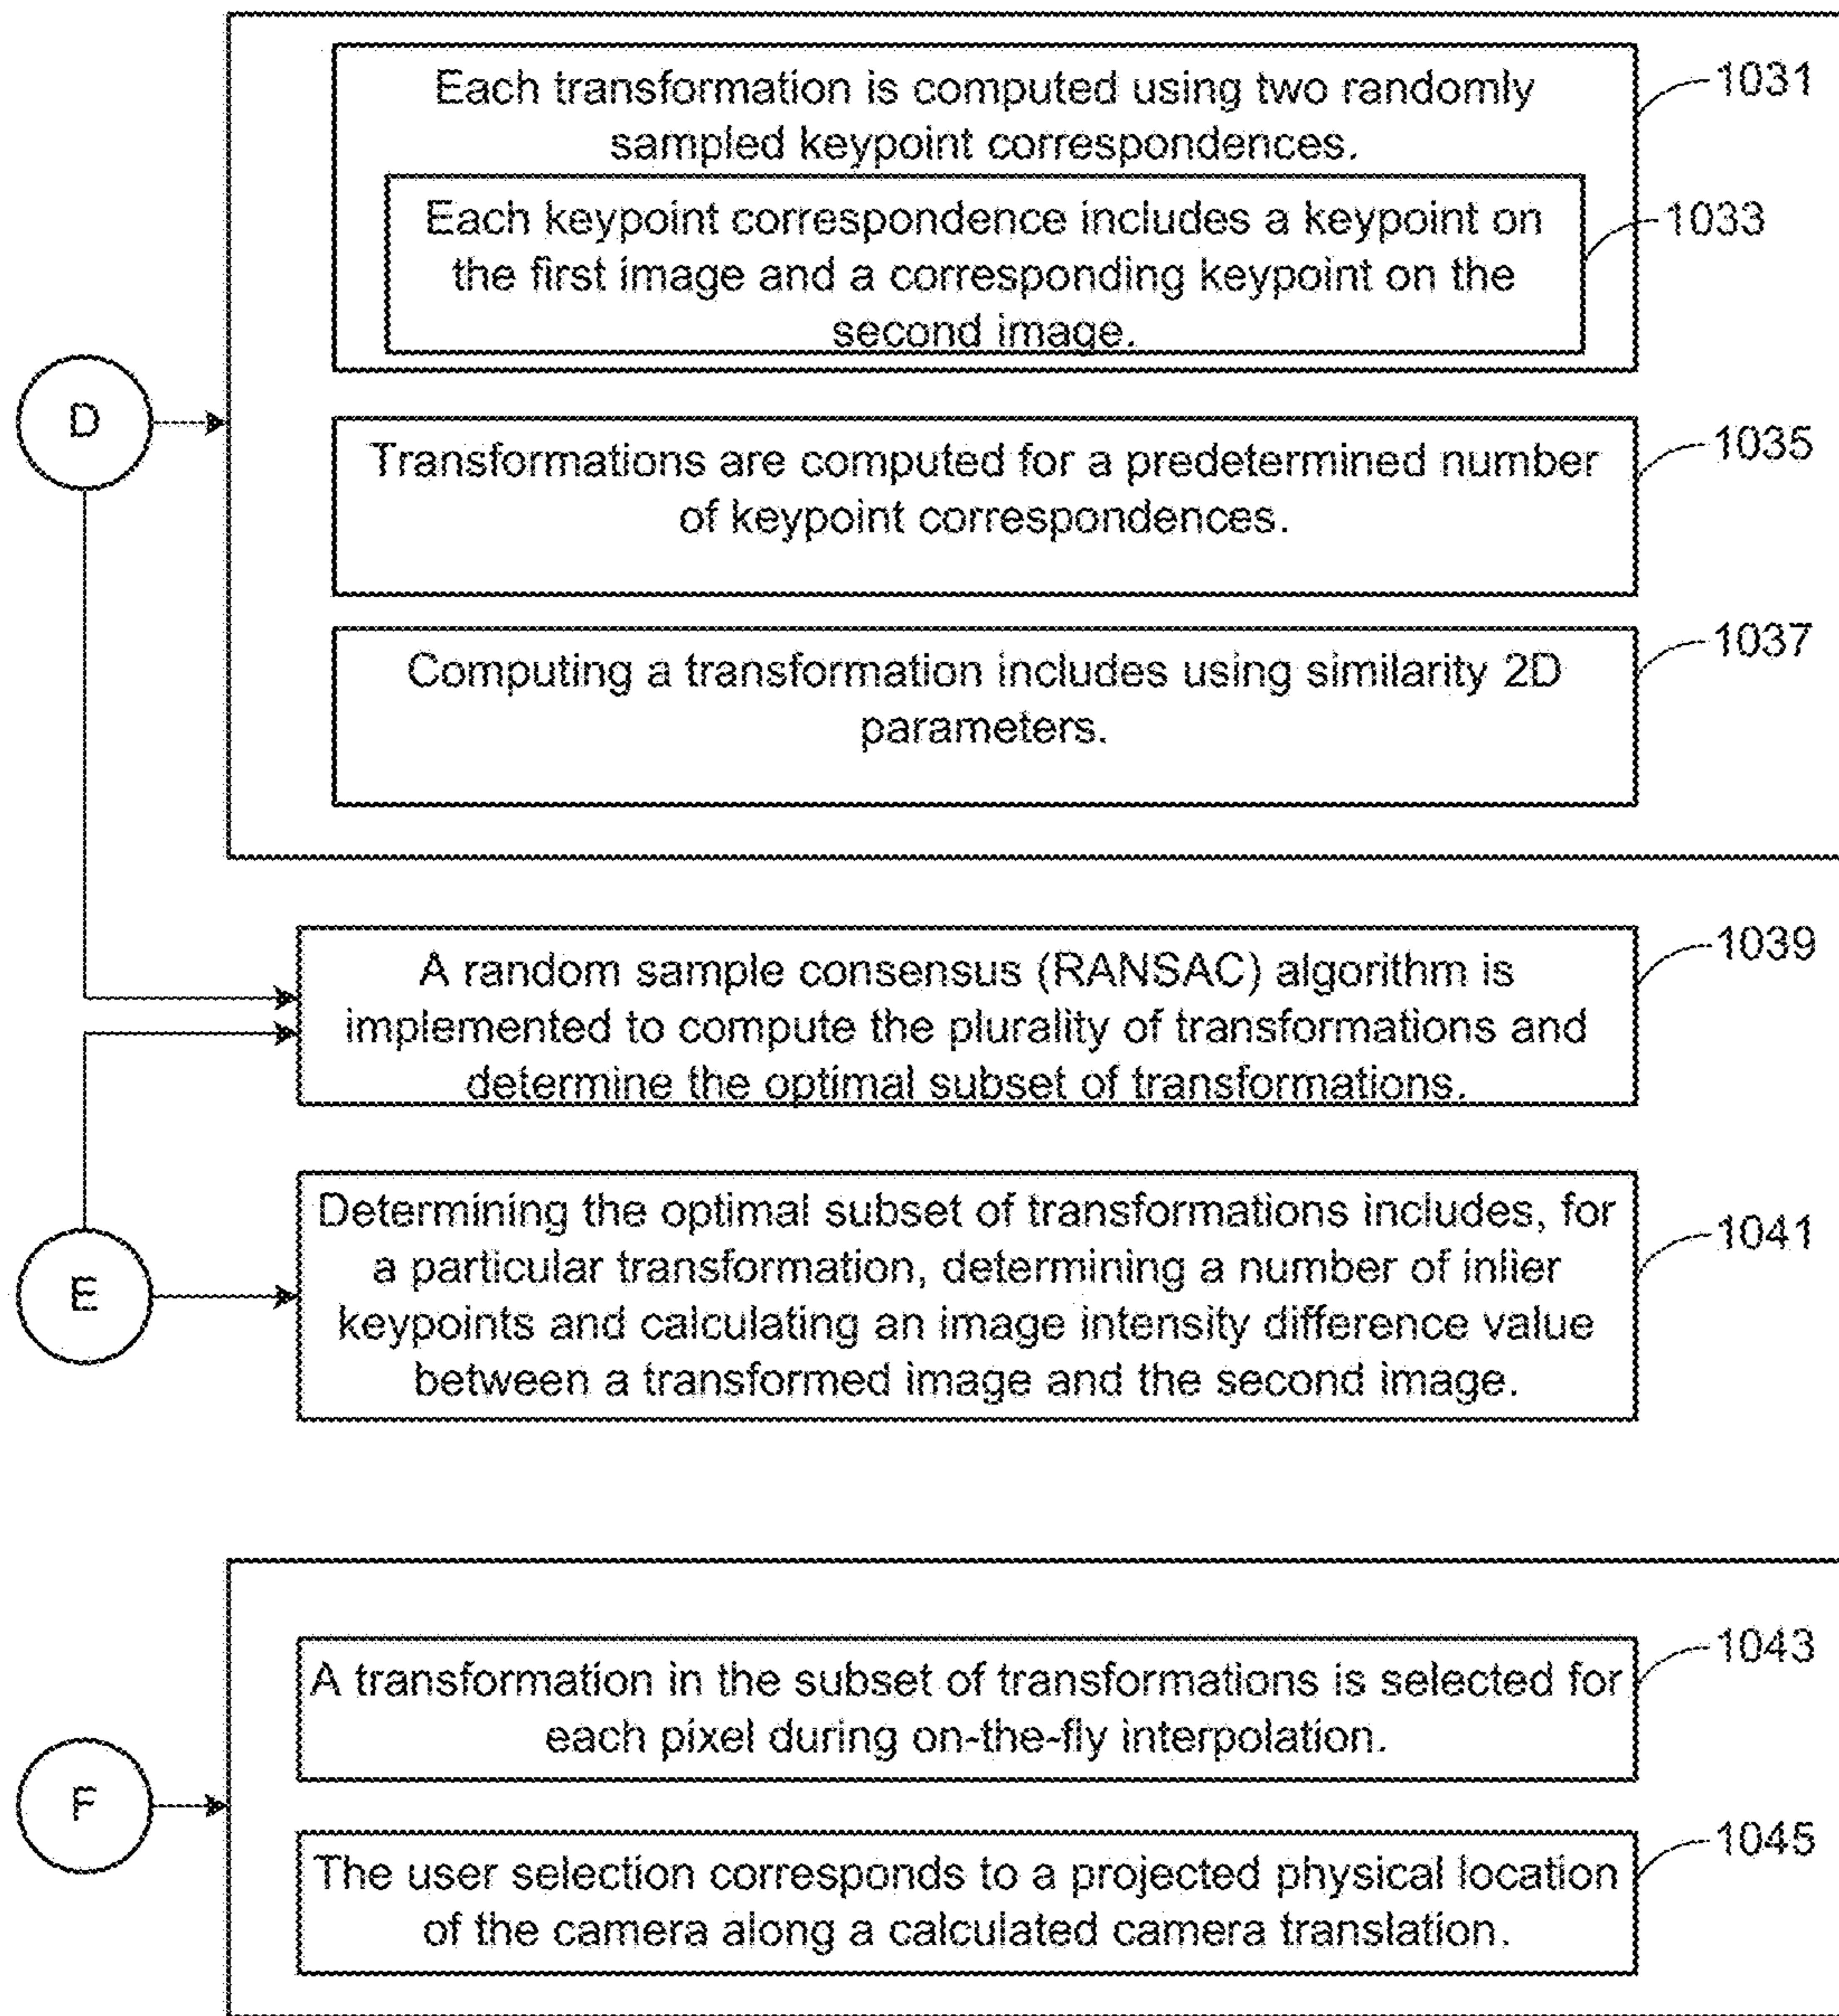 Each transformation is computed using two randomly
sampled keypoint correspondences.
1031
Each keypoint correspondence includes a keypoint on
the first image and a corresponding keypoint on the
second image.
1033
D
Transformations are computed for a predetermined number
of keypoint correspondences.
1035
Computing a transformation includes using similarity 2D
parameters.
1037
A random sample consensus (RANSAC) algorithm is
implemented to compute the plurality of transformations and
determine the optimal subset of transformations.
1039
E
Determining the optimal subset of transformations includes, for
a particular transformation, determining a number of inlier
keypoints and calculating an image intensity difference value
between a transformed image and the second image.
1041
F
A transformation in the subset of transformations is selected for
each pixel during on-the-fly interpolation.
1043
The user selection corresponds to a projected physical location
of the camera along a calculated camera translation.
1045